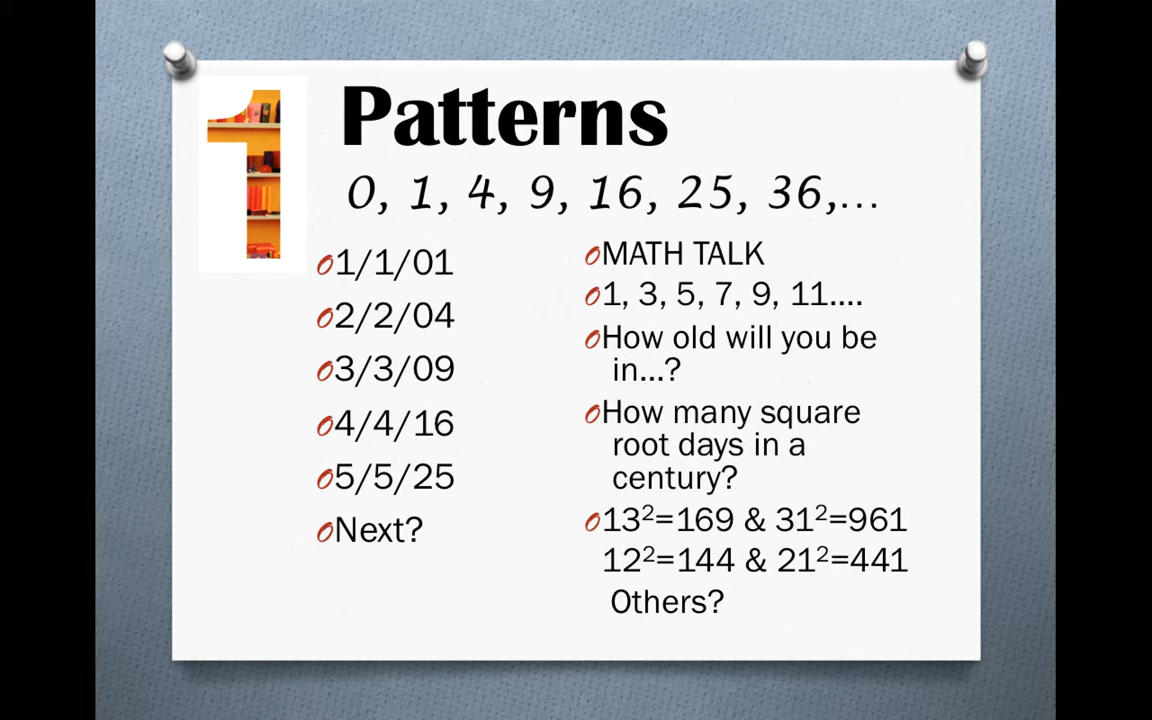 1
Patterns
0, 1, 4, 9, 16, 25, 36,...
1/1/01
2/2/04
3/3/09
4/4/16
5/5/25
Next?
MATH TALK
1, 3, 5, 7, 9, 11....
How old will you be
in...?
How many square
root days in a
century?
13²=169 & 31²=961
12²=144 & 21²=441
Others?